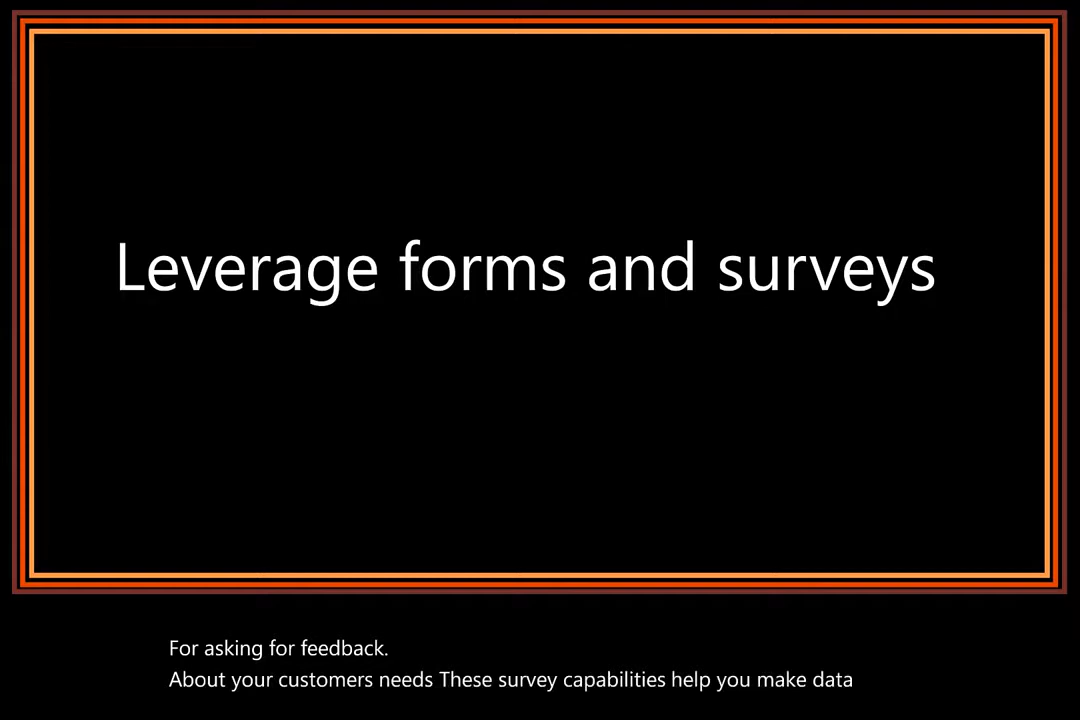 Leverage forms and surveys
For asking for feedback.
About your customers needs These survey capabilities help you make data